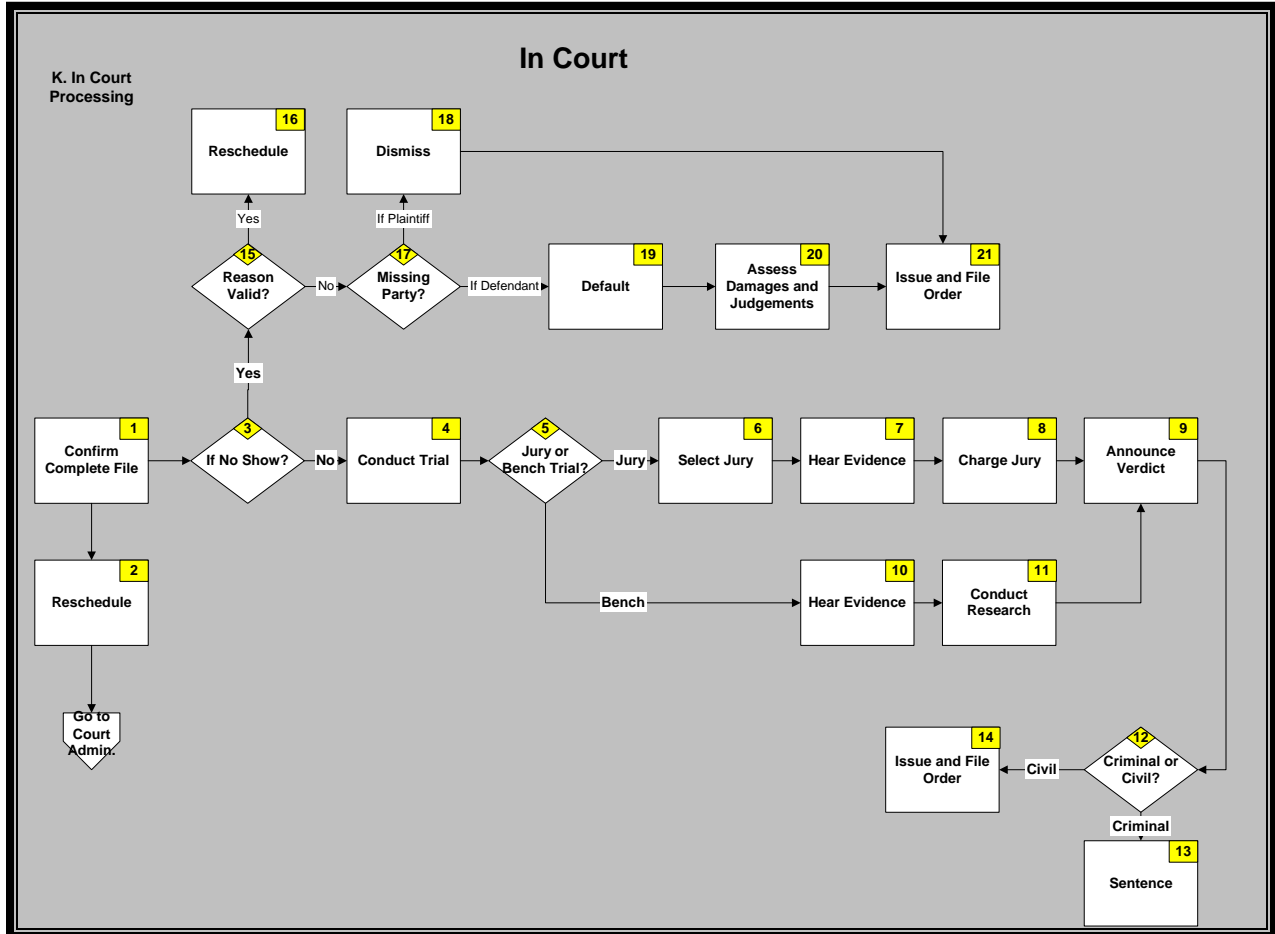 In Court
K. In Court
Processing
16
Reschedule
18
Dismiss
Yes
If Plaintiff
15
Reason
Valid?
No
17
Missing
Party?
If Defendant
19
Default
20
Assess
Damages and
Judgements
21
Issue and File
Order
Yes
1
Confirm
Complete File
3
If No Show?
No
4
Conduct Trial
5
Jury or
Bench Trial?
Jury
6
Select Jury
7
Hear Evidence
8
Charge Jury
9
Announce
Verdict
2
Reschedule
Bench
10
Hear Evidence
11
Conduct
Research
Go to
Court
Admin.
14
Issue and File
Order
Civil
12
Criminal or
Civil?
Criminal
13
Sentence